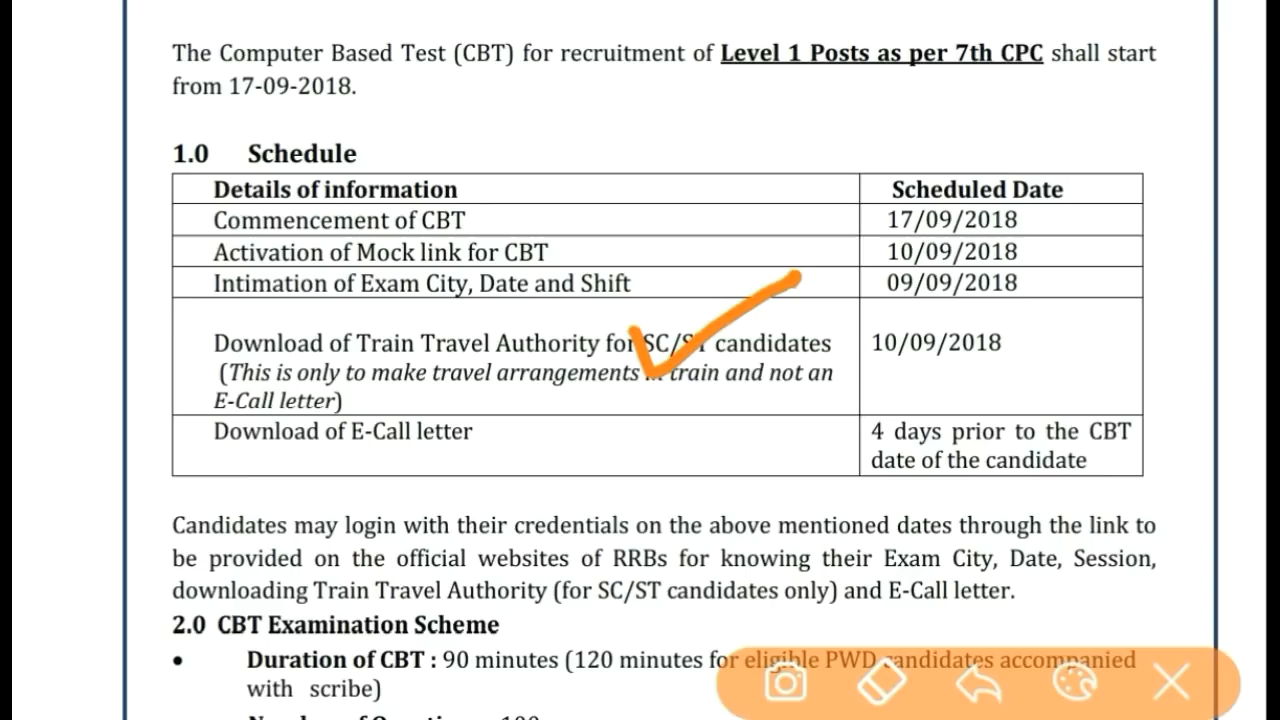 The Computer Based Test (CBT) for recruitment of Level 1 Posts as per 7th CPC shall start
from 17-09-2018.
1.0 Schedule
Details of information Scheduled Date
Commencement of CBT 17/09/2018
Activation of Mock link for CBT 10/09/2018
Intimation of Exam City, Date and Shift 09/09/2018
Download of Train Travel Authority for SC/ST candidates 10/09/2018
(This is only to make travel arrangements in train and not an
E-Call letter)
Download of E-Call letter 4 days prior to the CBT
date of the candidate
Candidates may login with their credentials on the above mentioned dates through the link to
be provided on the official websites of RRBs for knowing their Exam City, Date, Session,
downloading Train Travel Authority (for SC/ST candidates only) and E-Call letter.
2.0 CBT Examination Scheme
• Duration of CBT : 90 minutes (120 minutes for eligible PWD candidates accompanied
with scribe)